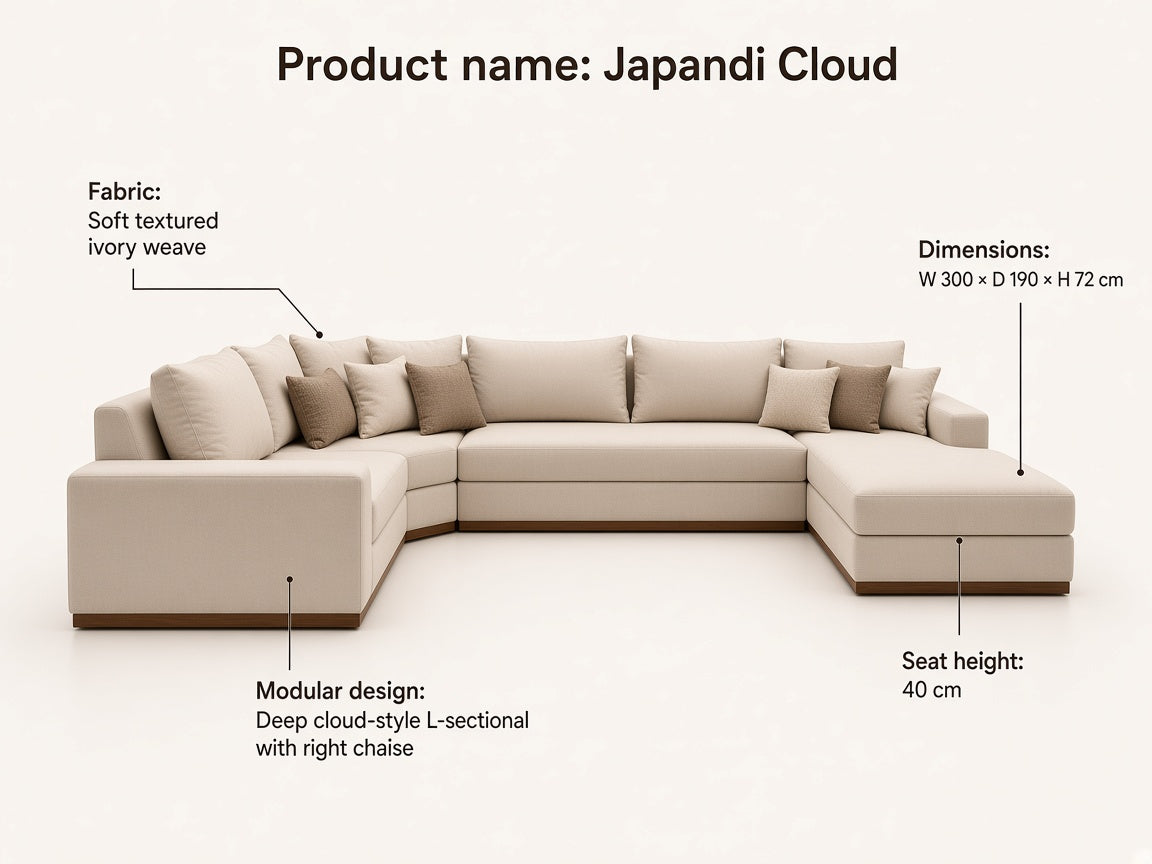 Product name: Japandi Cloud
Fabric:
Soft textured
ivory weave
Dimensions:
W 300 × D 190 × H 72 cm
Modular design:
Deep cloud-style L-sectional
with right chaise
Seat height:
40 cm